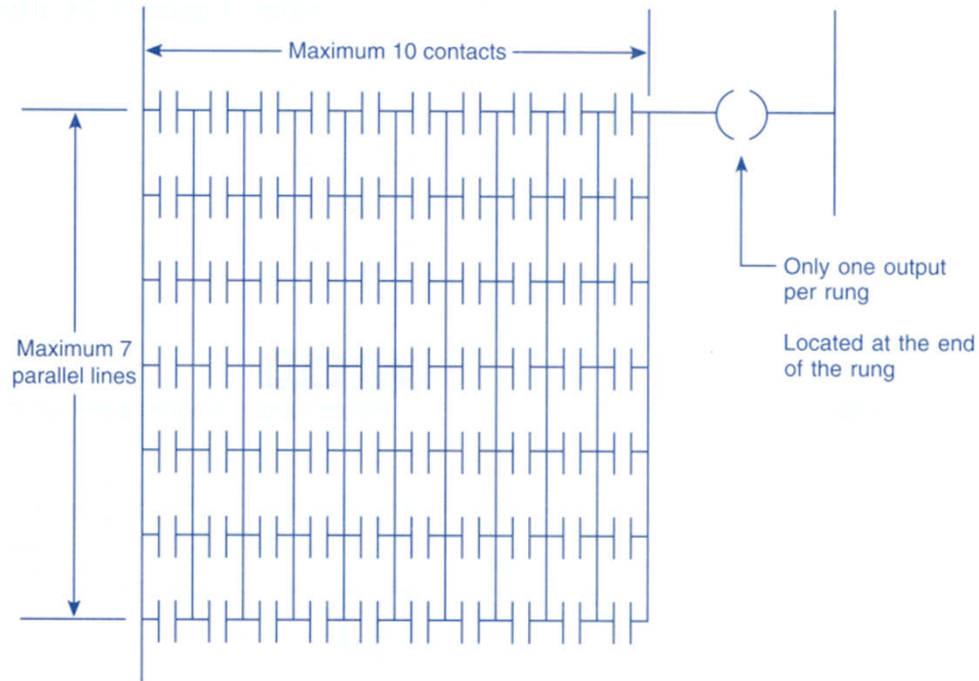 Maximum 10 contacts
Only one output
per rung
Located at the end
of the rung
Maximum 7
parallel lines